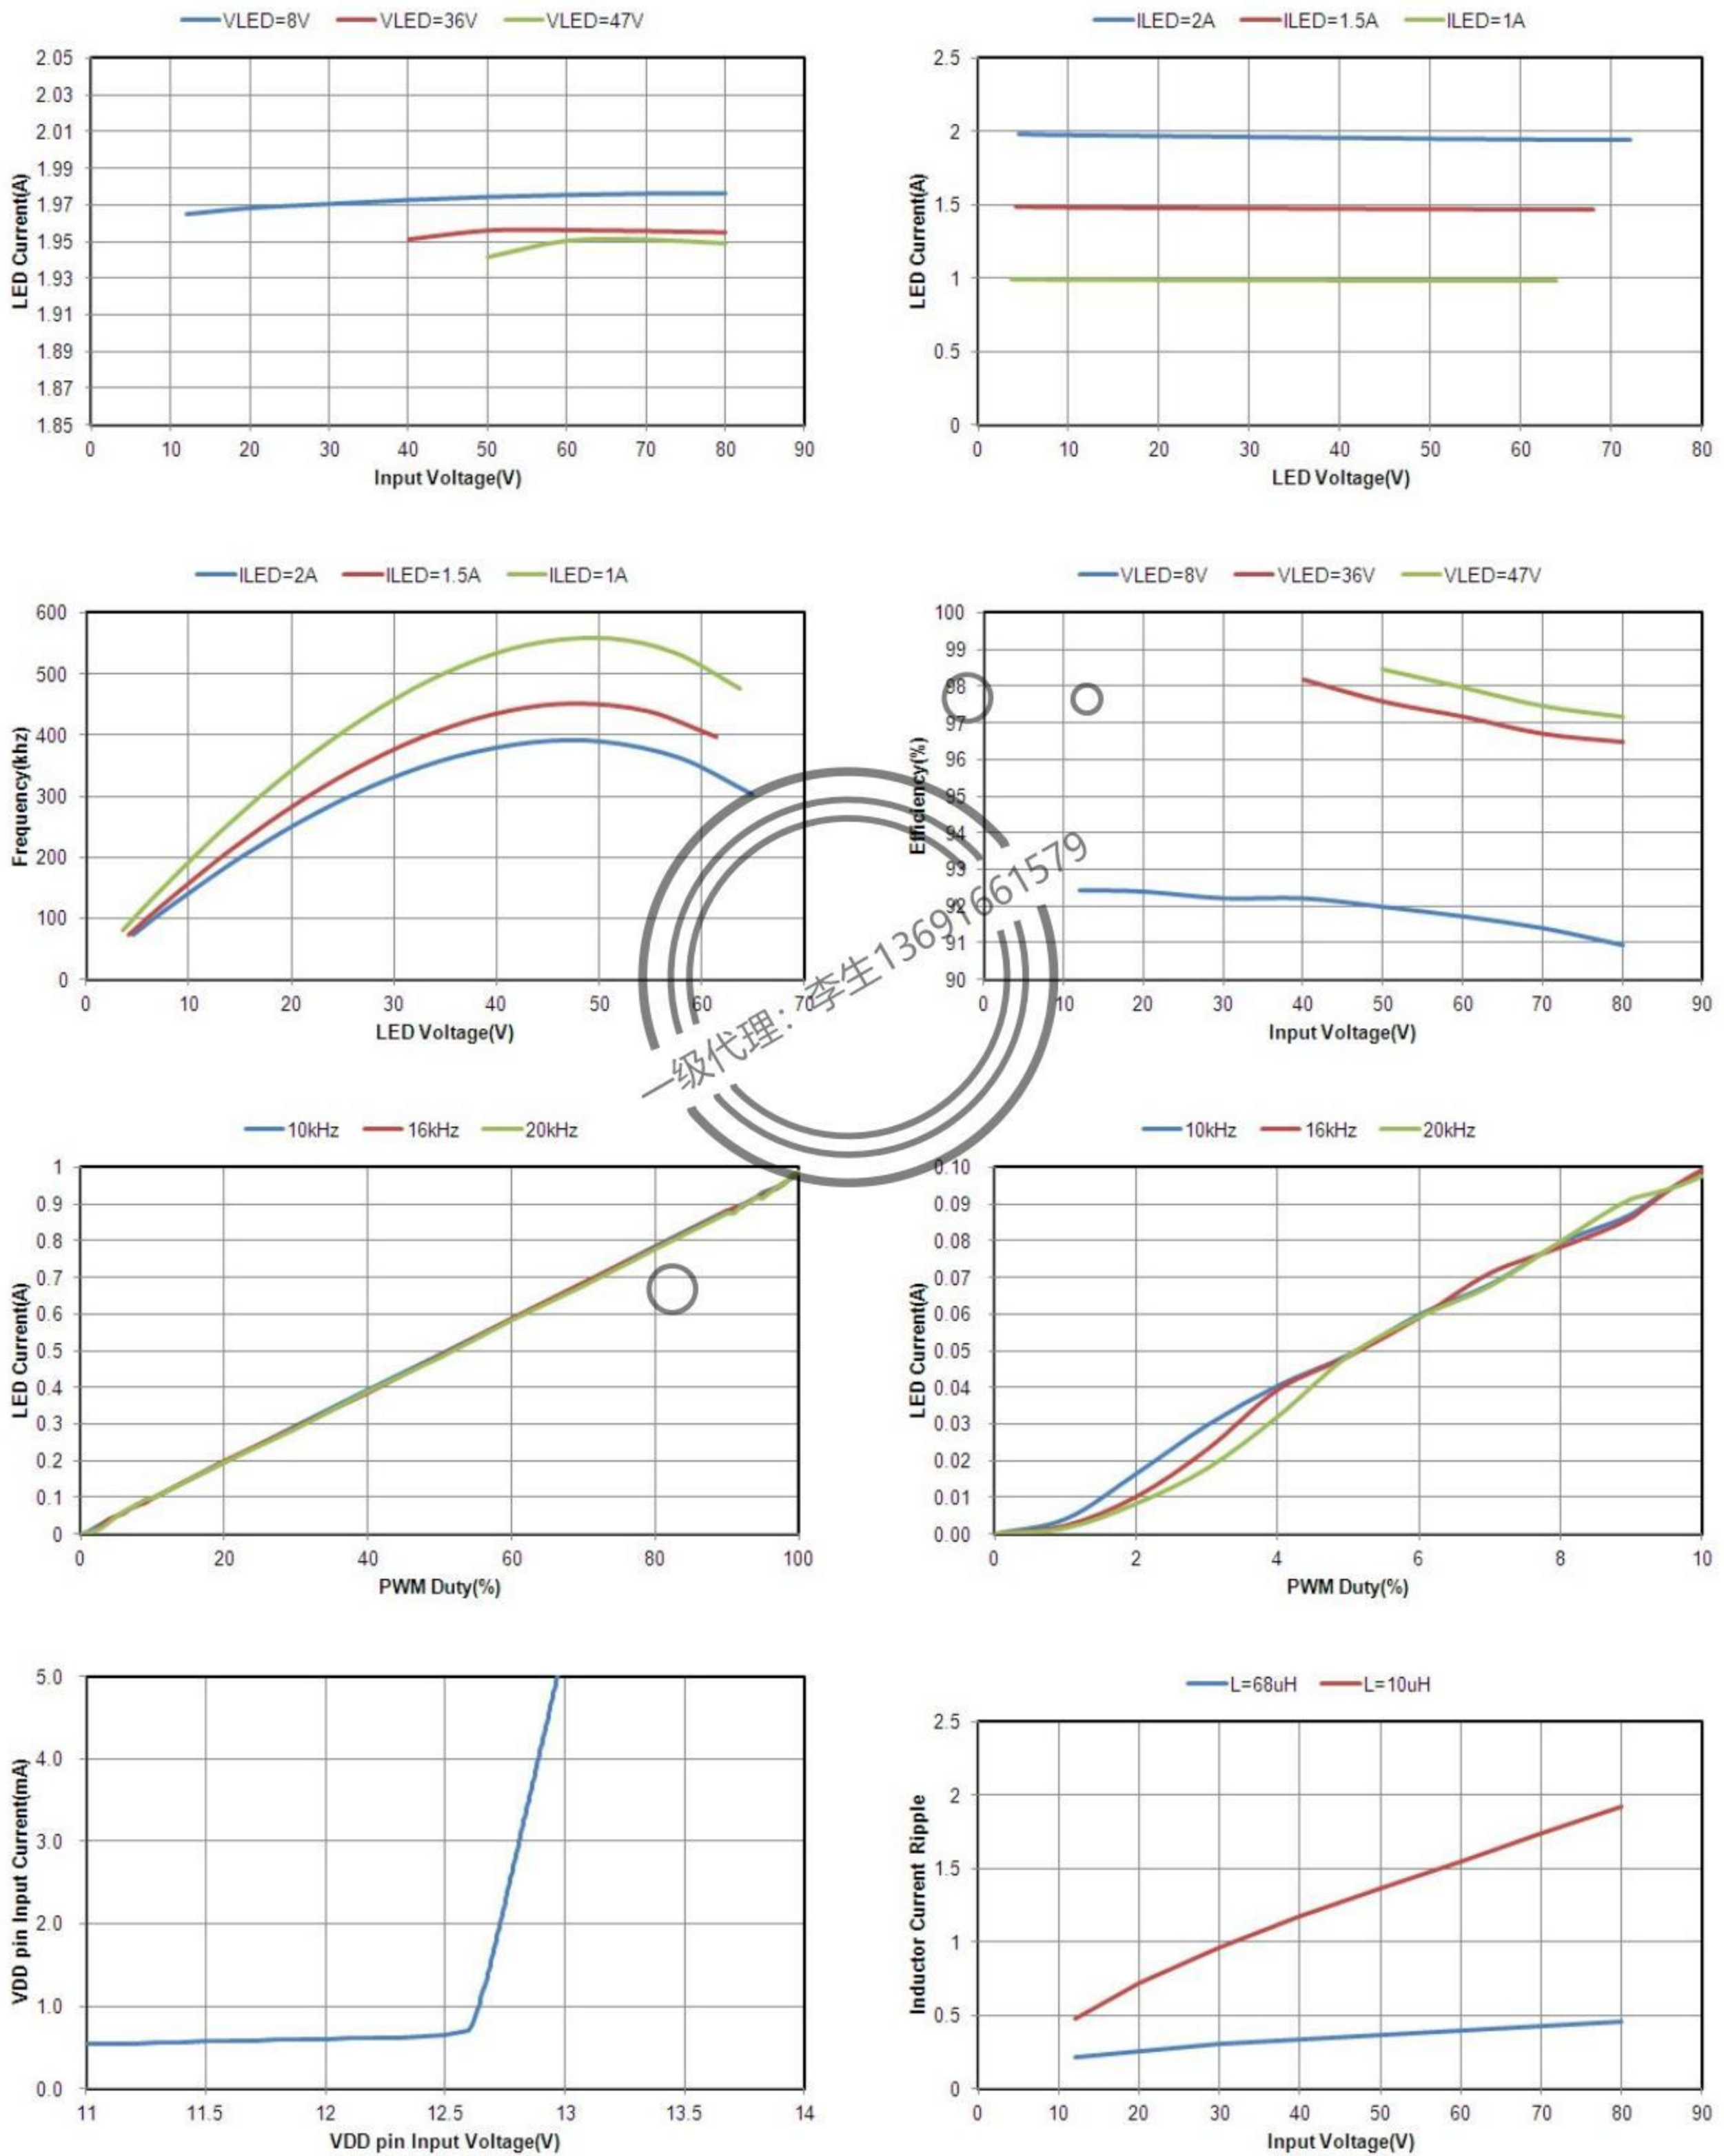 VLED=8V VLED=36V VLED=47V
2.05
2.03
2.01
1.99
1.97
1.95
1.93
1.91
1.89
1.87
1.85
LED Current(A)
0 10 20 30 40 50 60 70 80 90
Input Voltage(V)
ILED=2A ILED=1.5A ILED=1A
2.5
2
1.5
1
0.5
0
LED Current(A)
0 10 20 30 40 50 60 70 80
LED Voltage(V)
ILED=2A ILED=1.5A ILED=1A
600
500
400
300
200
100
0
Frequency(khz)
0 10 20 30 40 50 60 70
LED Voltage(V)
VLED=8V VLED=36V VLED=47V
100
99
98
97
96
95
94
93
92
91
90
Efficiency(%)
0 10 20 30 40 50 60 70 80 90
Input Voltage(V)
一级代理：李生13691661579
10kHz 16kHz 20kHz
1
0.9
0.8
0.7
0.6
0.5
0.4
0.3
0.2
0.1
0
LED Current(A)
0 20 40 60 80 100
PWM Duty(%)
10kHz 16kHz 20kHz
0.10
0.09
0.08
0.07
0.06
0.05
0.04
0.03
0.02
0.01
0.00
LED Current(A)
0 2 4 6 8 10
PWM Duty(%)
5.0
4.0
3.0
2.0
1.0
0.0
VDD pin Input Current(mA)
11 11.5 12 12.5 13 13.5 14
VDD pin Input Voltage(V)
L=68uH L=10uH
2.5
2
1.5
1
0.5
0
Inductor Current Ripple
0 10 20 30 40 50 60 70 80 90
Input Voltage(V)